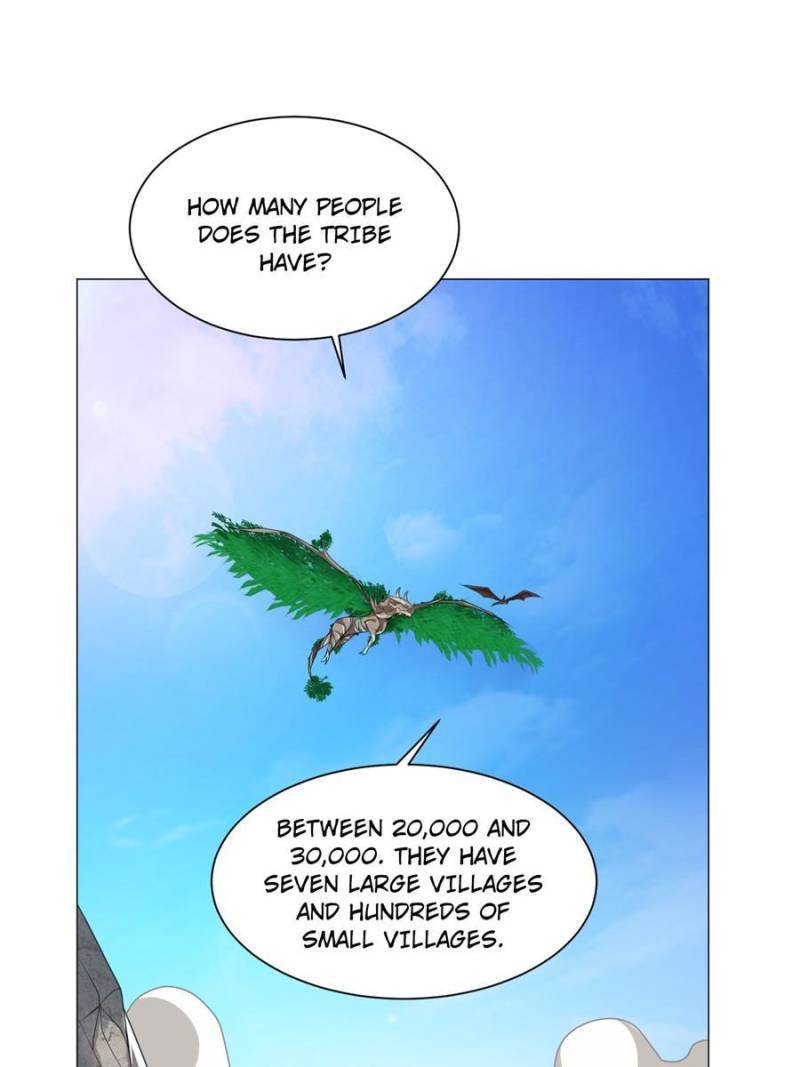 HOW MANY PEOPLE
DOES THE TRIBE
HAVE?
BETWEEN 20,000 AND
30,000. THEY HAVE
SEVEN LARGE VILLAGES
AND HUNDREDS OF
SMALL VILLAGES.